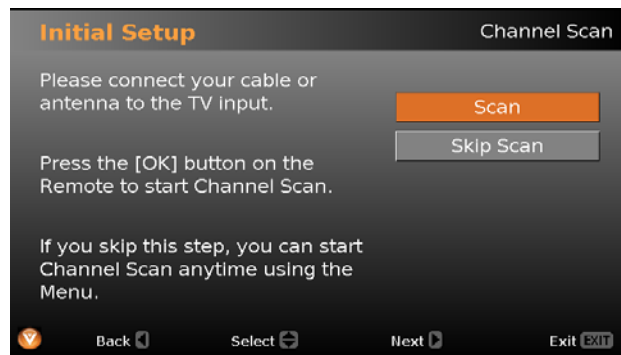 Initial Setup
Channel Scan
Please connect your cable or
antenna to the TV input.
Scan
Skip Scan
Press the [OK] button on the
Remote to start Channel Scan.
If you skip this step, you can start
Channel Scan anytime using the
Menu.
V Back Select Next Exit EXIT